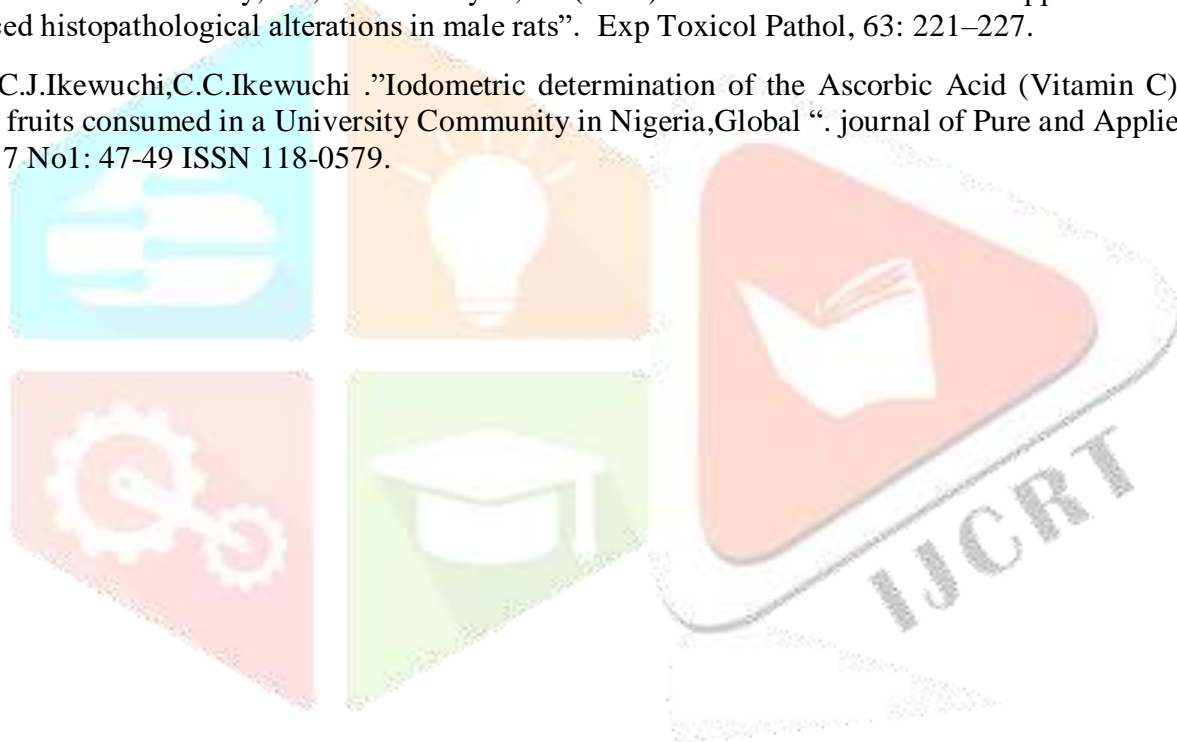 ced histopathological alterations in male rats”. Exp Toxicol Pathol, 63: 221–227.
C.J.Ikewuchi,C.C.Ikewuchi .”Iodometric determination of the Ascorbic Acid (Vitamin C)
fruits consumed in a University Community in Nigeria,Global “. journal of Pure and Applie
7 No1: 47-49 ISSN 118-0579.
IJCRT